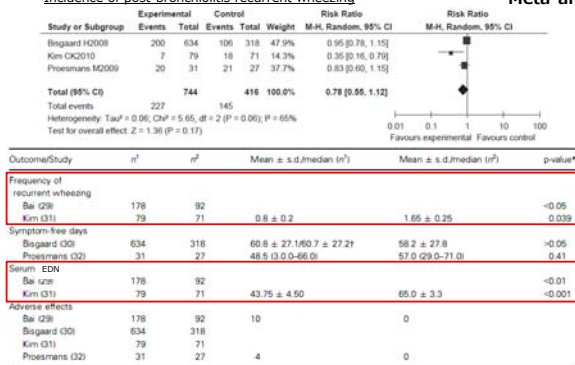 Incidence of post-bronchiolitis recurrent wheezing
Experimental Control Risk Ratio Risk Ratio
Study or Subgroup Events Total Events Total Weight M-H, Random, 95% CI M-H, Random, 95% CI
Bisgaard H2008 200 634 106 318 47.9% 0.95 [0.78, 1.15]
Kim CK2010 7 79 18 71 14.3% 0.35 [0.16, 0.79]
Proesmans M2009 20 31 21 27 37.7% 0.83 [0.60, 1.15]
Total (95% CI) 744 416 100.0% 0.78 [0.55, 1.12]
Total events 227 145
Heterogeneity: Tau² = 0.06; Chi² = 5.65, df = 2 (P = 0.06); I² = 65%
Test for overall effect: Z = 1.36 (P = 0.17)
0.01 0.1 1 10 100
Favours experimental Favours control
Outcome/Study n¹ n² Mean ± s.d./median (n¹) Mean ± s.d./median (n²) p-value*
Frequency of
recurrent wheezing
Bai (29) 178 92 <0.05
Kim (31) 79 71 0.8 ± 0.2 1.65 ± 0.25 0.039
Symptom-free days
Bisgaard (30) 634 318 60.8 ± 27.1/60.7 ± 27.2† 58.2 ± 27.8 >0.05
Proesmans (32) 31 27 48.5 (3.0.0–66.0) 57.0 (29.0–71.0) 0.41
Serum EDN
Bai (29) 178 92 <0.01
Kim (31) 79 71 43.75 ± 4.50 65.0 ± 3.3 <0.001
Adverse effects
Bai (29) 178 92 10 0
Bisgaard (30) 634 318
Kim (31) 79 71
Proesmans (32) 31 27 4 0